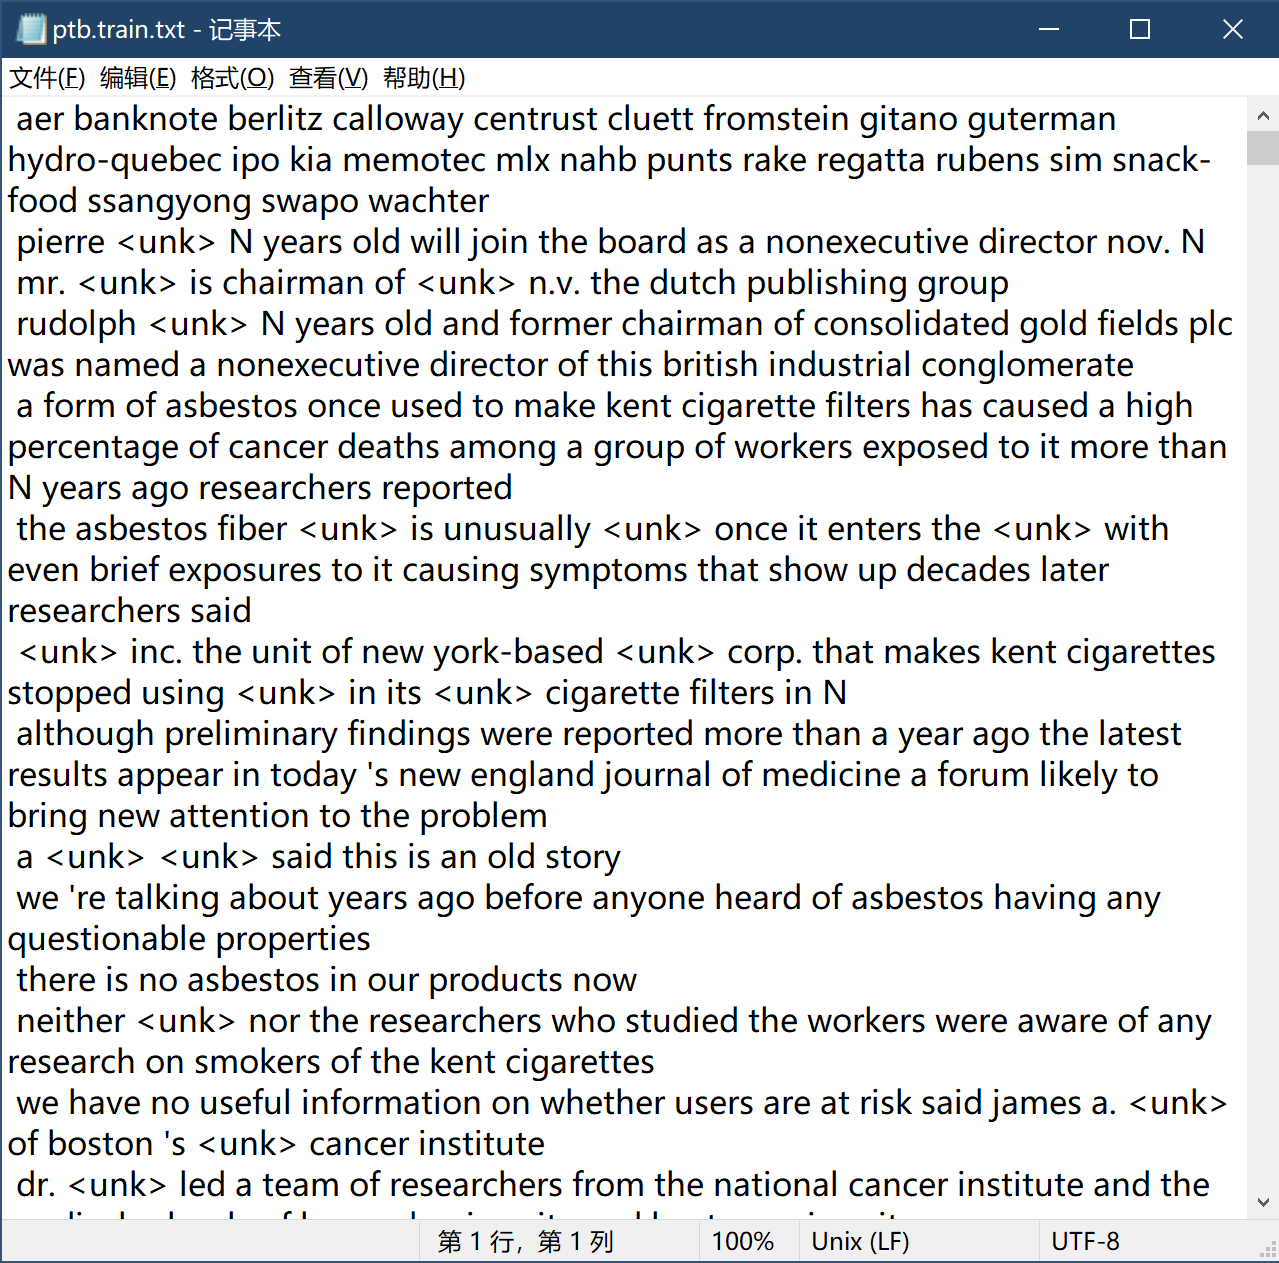 ptb.train.txt - 记事本
文件(F) 编辑(E) 格式(O) 查看(V) 帮助(H)
aer banknote berlitz calloway centrust cluett fromstein gitano guterman
hydro-quebec ipo kia memotec mlx nahb punts rake regatta rubens sim snack-
food ssangyong swapo wachter
pierre <unk> N years old will join the board as a nonexecutive director nov. N
mr. <unk> is chairman of <unk> n.v. the dutch publishing group
rudolph <unk> N years old and former chairman of consolidated gold fields plc
was named a nonexecutive director of this british industrial conglomerate
a form of asbestos once used to make kent cigarette filters has caused a high
percentage of cancer deaths among a group of workers exposed to it more than
N years ago researchers reported
the asbestos fiber <unk> is unusually <unk> once it enters the <unk> with
even brief exposures to it causing symptoms that show up decades later
researchers said
<unk> inc. the unit of new york-based <unk> corp. that makes kent cigarettes
stopped using <unk> in its <unk> cigarette filters in N
although preliminary findings were reported more than a year ago the latest
results appear in today 's new england journal of medicine a forum likely to
bring new attention to the problem
a <unk> <unk> said this is an old story
we 're talking about years ago before anyone heard of asbestos having any
questionable properties
there is no asbestos in our products now
neither <unk> nor the researchers who studied the workers were aware of any
research on smokers of the kent cigarettes
we have no useful information on whether users are at risk said james a. <unk>
of boston 's <unk> cancer institute
dr. <unk> led a team of researchers from the national cancer institute and the
第 1 行，第 1 列 100% Unix (LF) UTF-8